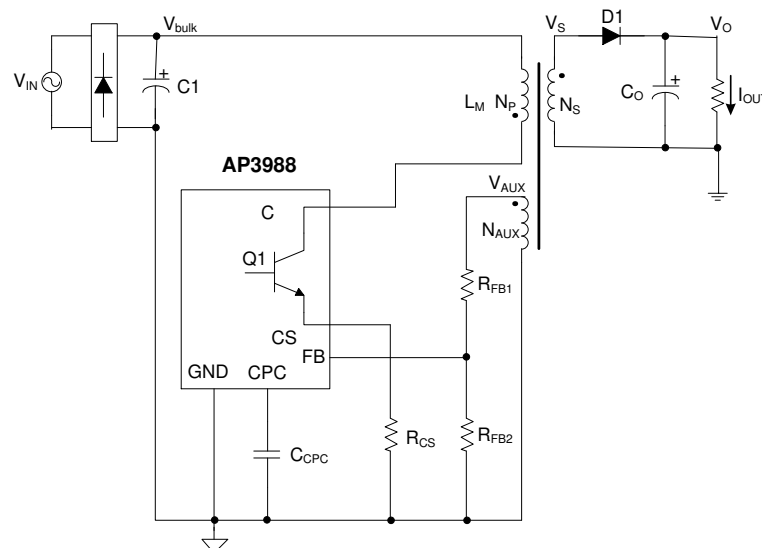 V_bulk
V_S
D1
V_O
V_IN
C1
L_M
N_P
N_S
C_O
I_OUT
AP3988
V_AUX
C
N_AUX
Q1
R_FB1
CS
FB
GND
CPC
R_CS
R_FB2
C_CPC